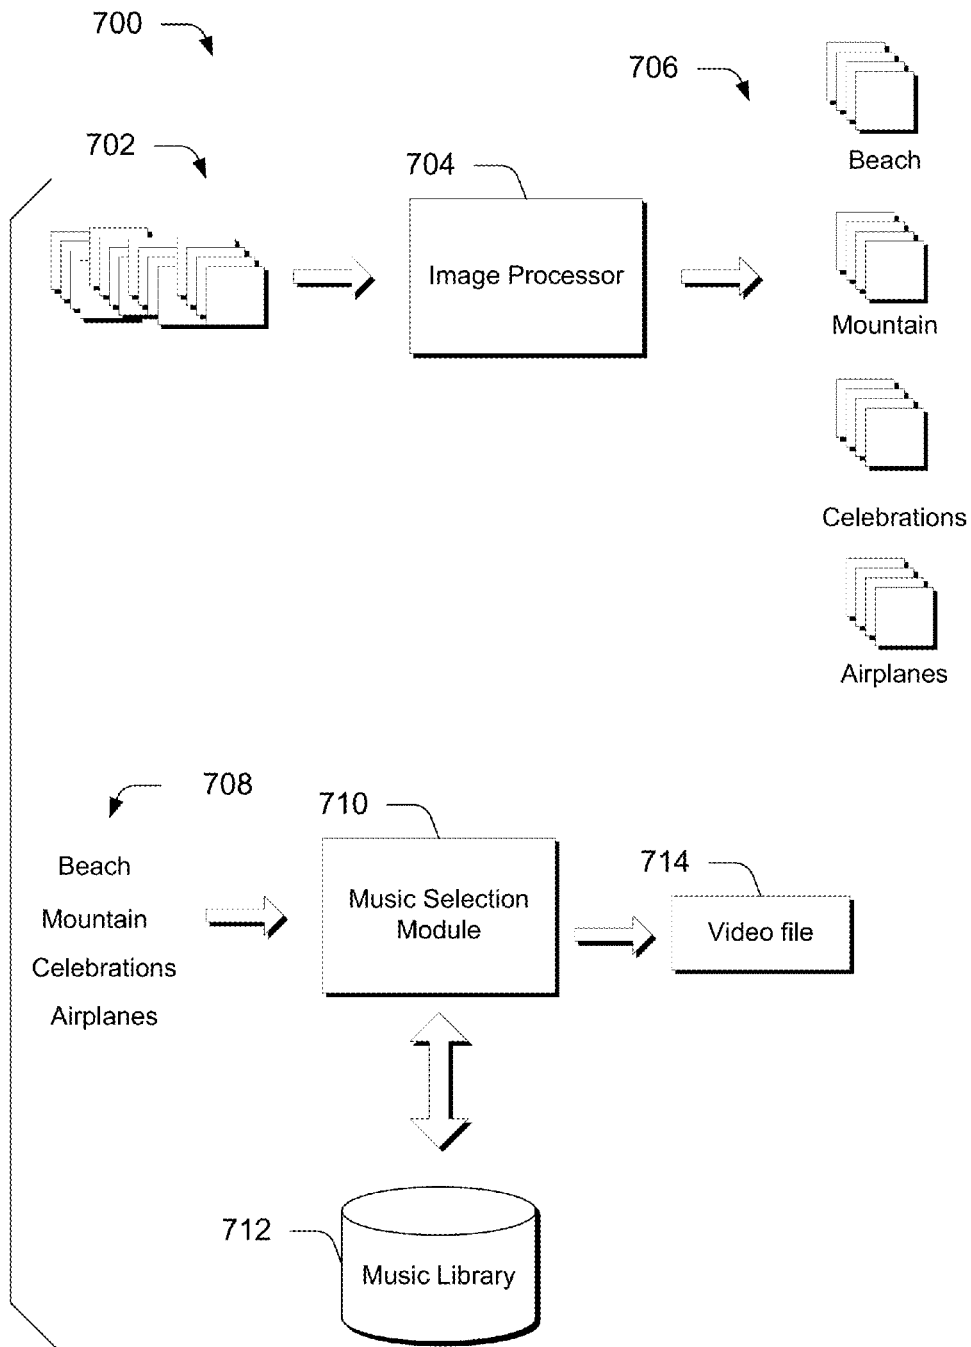 700
706
702
704
Beach
Image Processor
Mountain
Celebrations
Airplanes
708
710
714
Beach
Mountain
Celebrations
Airplanes
Music Selection
Module
Video file
712
Music Library